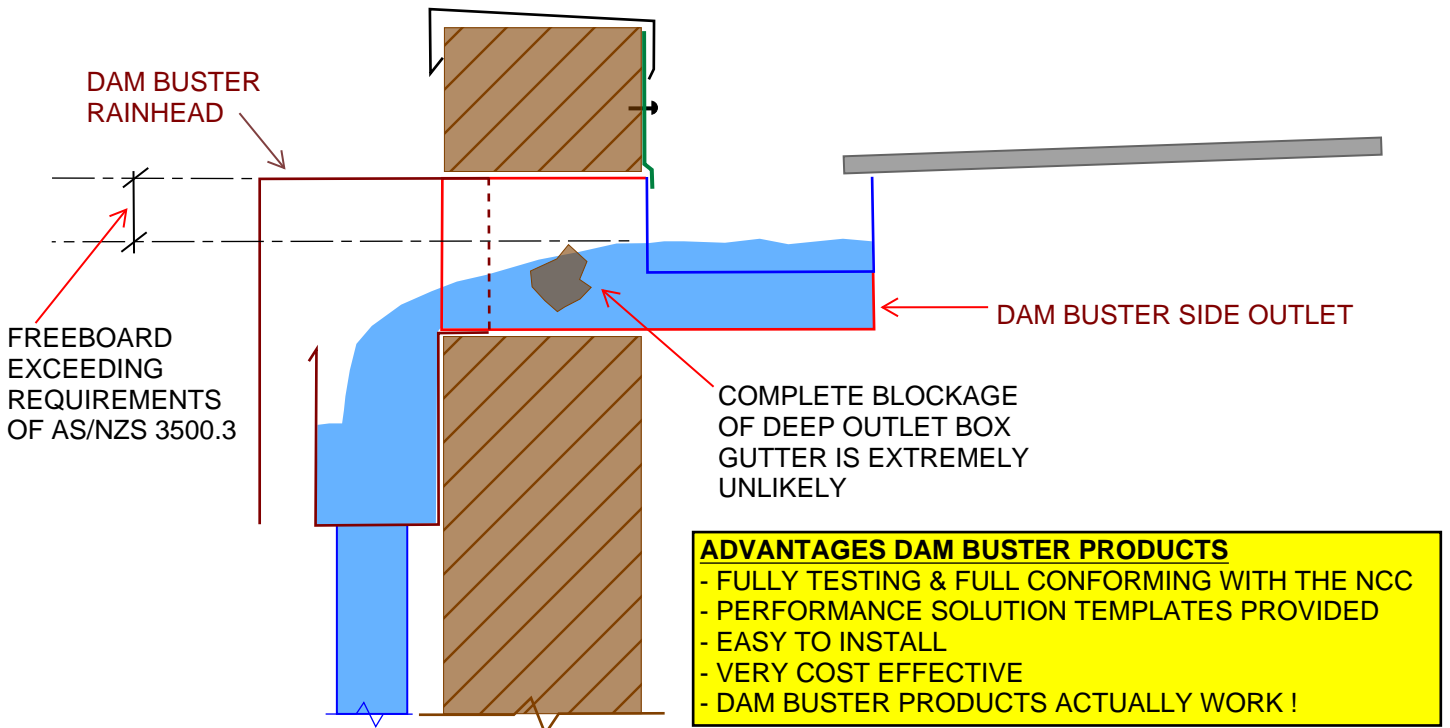 DAM BUSTER
RAINHEAD
FREEBOARD
EXCEEDING
REQUIREMENTS
OF AS/NZS 3500.3
DAM BUSTER SIDE OUTLET
COMPLETE BLOCKAGE
OF DEEP OUTLET BOX
GUTTER IS EXTREMELY
UNLIKELY
ADVANTAGES DAM BUSTER PRODUCTS
- FULLY TESTING & FULL CONFORMING WITH THE NCC
- PERFORMANCE SOLUTION TEMPLATES PROVIDED
- EASY TO INSTALL
- VERY COST EFFECTIVE
- DAM BUSTER PRODUCTS ACTUALLY WORK !